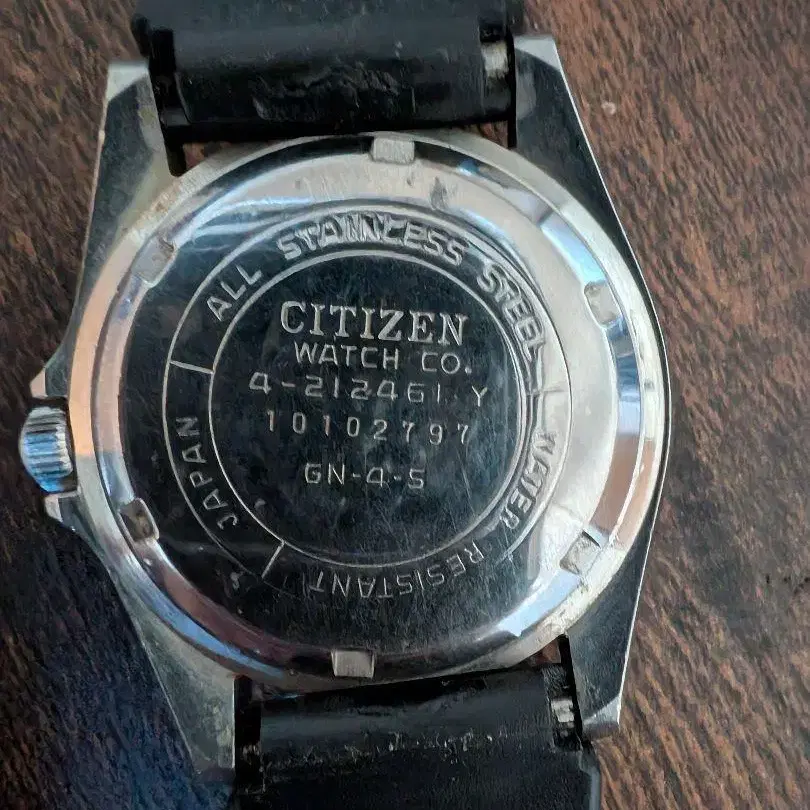 ALL STAINLESS STEEL
CITIZEN
WATCH CO.
4-212461 Y
10102797
GN-4-S
WATER RESISTANT
JAPAN